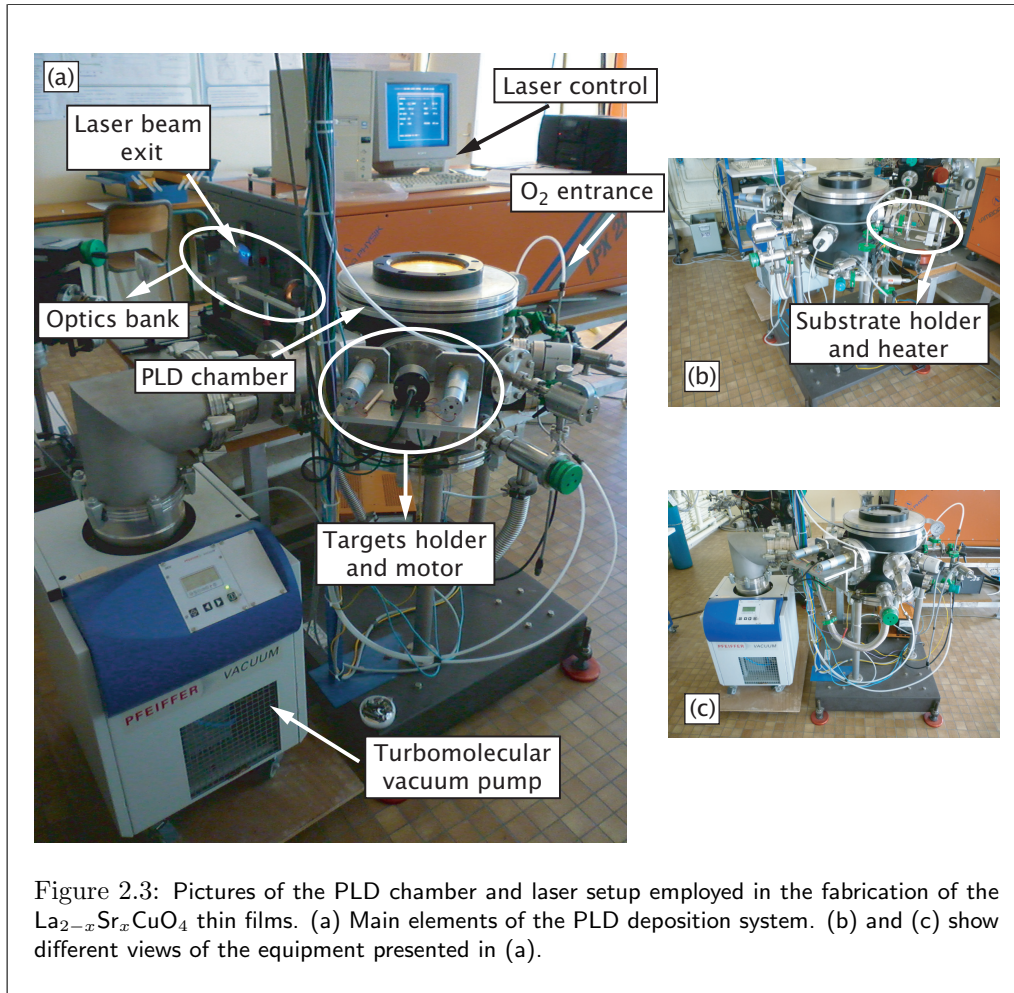 (a)
Laser control
Laser beam
exit
O₂ entrance
LPX 2
Optics bank
PLD chamber
Targets holder
and motor
PFEIFFER VACUUM
Turbomolecular
vacuum pump
Substrate holder
and heater
(b)
PFEIFFER VACUUM
(c)
Figure 2.3: Pictures of the PLD chamber and laser setup employed in the fabrication of the
La₂₋ₓSrₓCuO₄ thin films. (a) Main elements of the PLD deposition system. (b) and (c) show
different views of the equipment presented in (a).